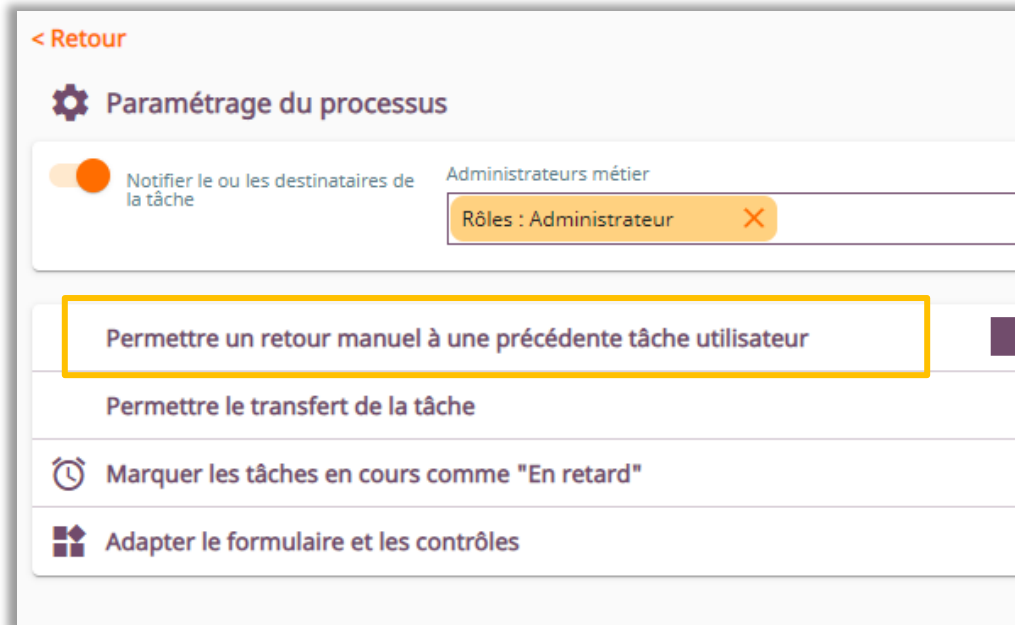 < Retour
Paramétrage du processus
Notifier le ou les destinataires de
la tâche
Administrateurs métier
Rôles : Administrateur
Permettre un retour manuel à une précédente tâche utilisateur
Permettre le transfert de la tâche
Marquer les tâches en cours comme "En retard"
Adapter le formulaire et les contrôles